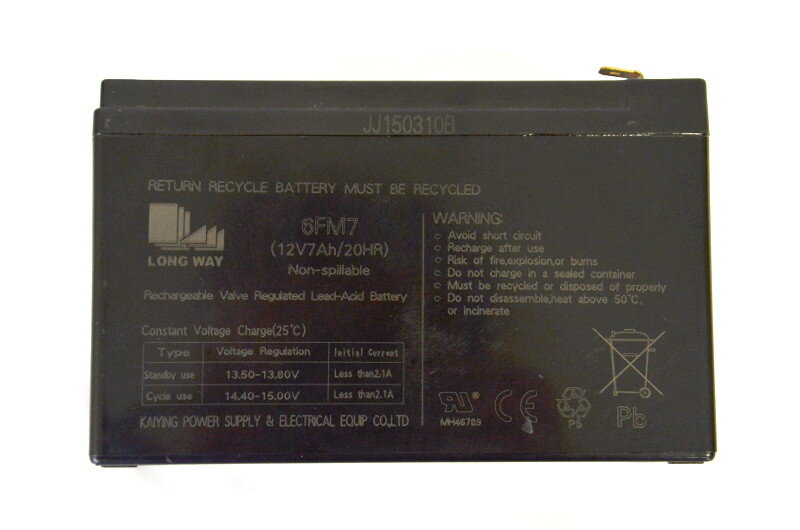 JJ150310B
RETURN RECYCLE BATTERY MUST BE RECYCLED
LONG WAY
6FM7
(12V7Ah/20HR)
Non-spillable
Rechargeable Valve Regulated Lead-Acid Battery
Constant Voltage Charge(25℃)
Type Voltage Regulation Initial Current
Standby use 13.50-13.80V Less than2.1A
Cycle use 14.40-15.00V Less than2.1A
KAIYING POWER SUPPLY & ELECTRICAL EQUIP CO.,LTD
WARNING:
Avoid short circuit
Recharge after use
Risk of fire,explosion,or burns
Do not charge in a sealed container
Must be recycled or disposed of properly
Do not disassemble,heat above 50℃,
or incinerate
MH46789
CE
Pb